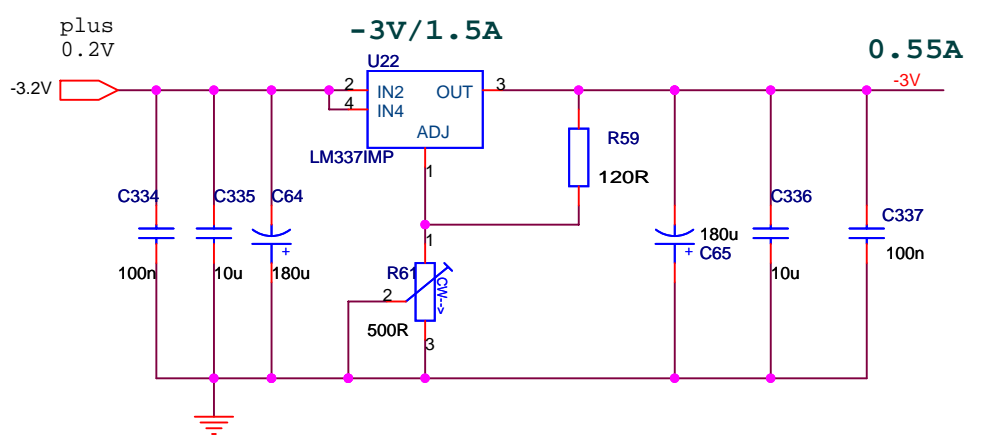 plus
0.2V
-3V/1.5A
0.55A
-3.2V
U22
2
IN2
OUT
3
-3V
4
IN4
ADJ
LM337IMP
1
R59
120R
C334
C335
C64
C336
C337
1
180u
+
+
C65
100n
R61
CW-->
100n
10u
180u
10u
2
500R
3